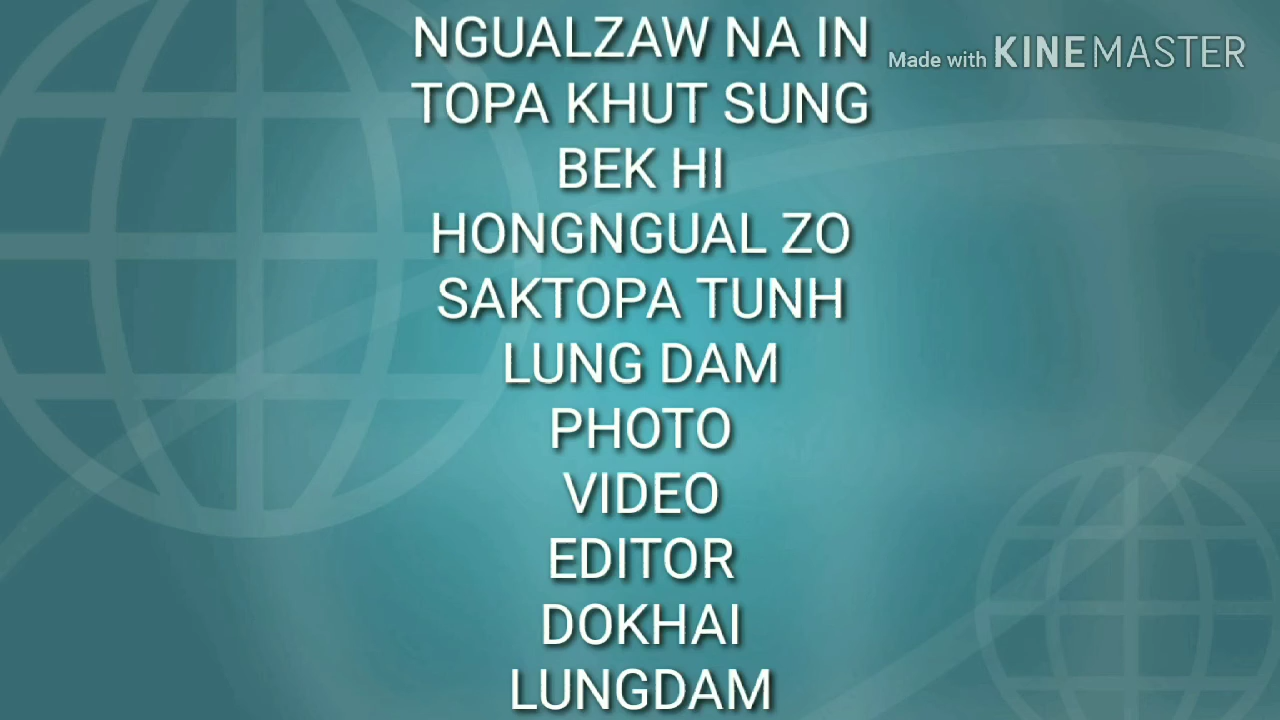 NGUALZAW NA IN
Made with KINEMASTER
TOPA KHUT SUNG
BEK HI
HONGNGUAL ZO
SAKTOPA TUNH
LUNG DAM
PHOTO
VIDEO
EDITOR
DOKHAI
LUNGDAM